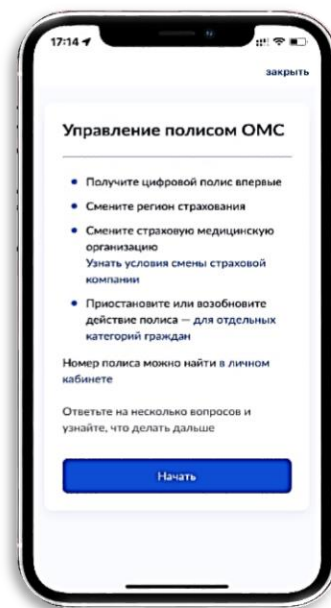 17:14
закрыть
Управление полисом ОМС
• Получите цифровой полис впервые
• Смените регион страхования
• Смените страховую медицинскую
организацию
Узнать условия смены страховой
компании
• Приостановите или возобновите
действие полиса — для отдельных
категорий граждан
Номер полиса можно найти в личном
кабинете
Ответьте на несколько вопросов и
узнайте, что делать дальше
Начать